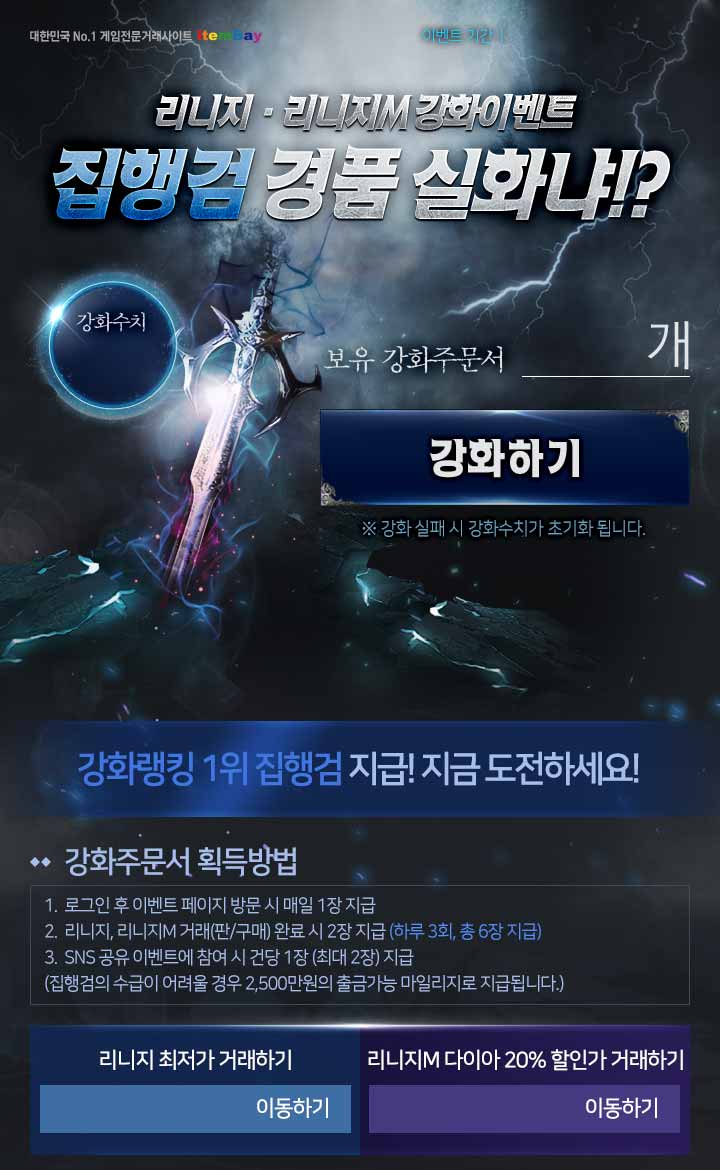 대한민국 No.1 게임전문거래사이트 itembay
이벤트 기간 :
리니지 · 리니지M 강화이벤트
집행검 경품 실화냐!?
강화수치
보유 강화주문서 개
강화하기
※ 강화 실패 시 강화수치가 초기화 됩니다.
강화랭킹 1위 집행검 지급! 지금 도전하세요!
강화주문서 획득방법
1. 로그인 후 이벤트 페이지 방문 시 매일 1장 지급
2. 리니지, 리니지M 거래(판/구매) 완료 시 2장 지급 (하루 3회, 총 6장 지급)
3. SNS 공유 이벤트에 참여 시 건당 1장 (최대 2장) 지급
(집행검의 수급이 어려울 경우 2,500만원의 출금가능 마일리지로 지급됩니다.)
리니지 최저가 거래하기
이동하기
리니지M 다이아 20% 할인가 거래하기
이동하기